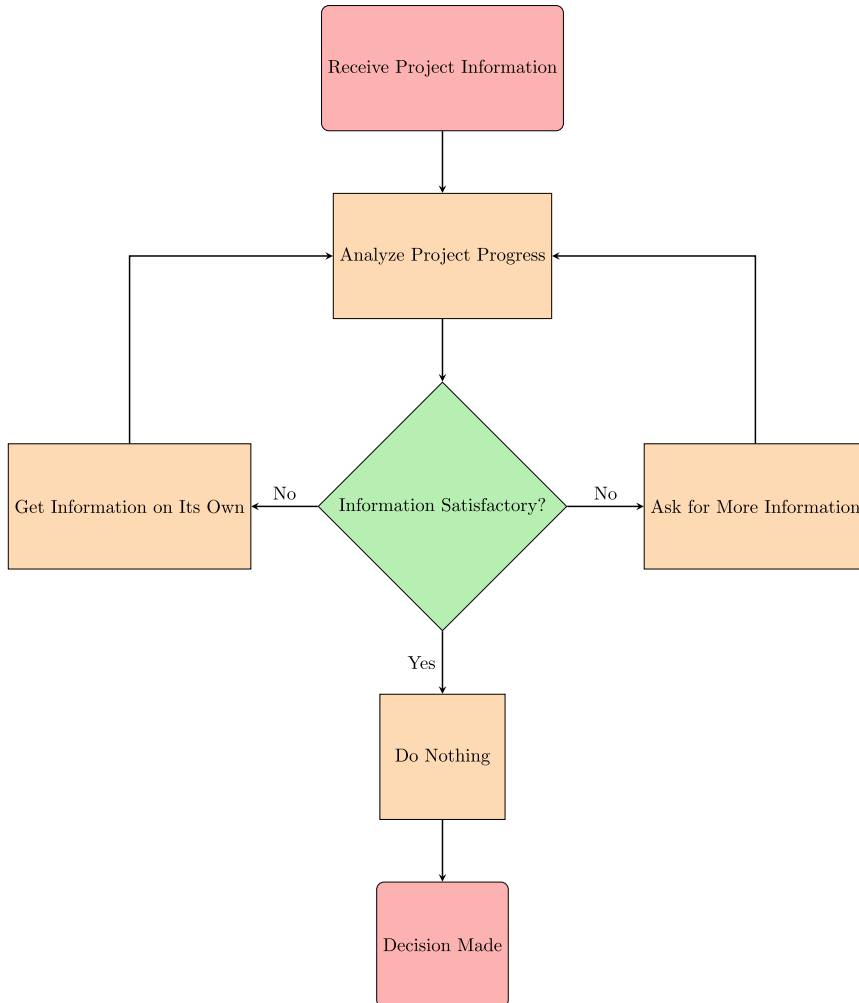 Receive Project Information
Analyze Project Progress
No
No
Get Information on Its Own
Information Satisfactory?
Ask for More Information
Yes
Do Nothing
Decision Made